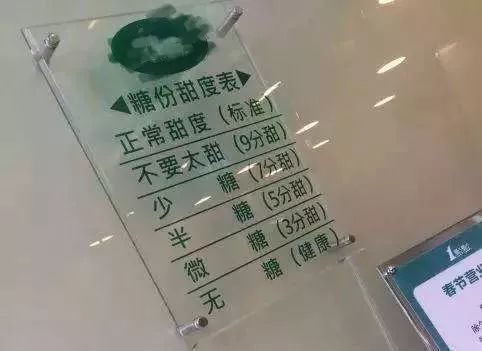 ◀糖份甜度表▶
正常甜度(标准)
不要太甜(9分甜)
少 糖(7分甜)
半 糖(5分甜)
微 糖(3分甜)
无 糖(健康)
春节营业